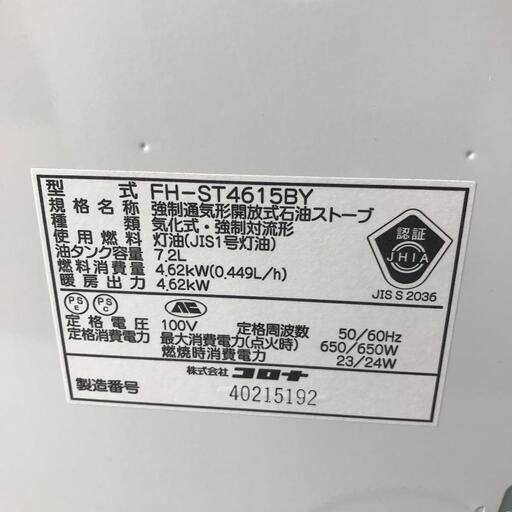 型式 FH-ST4615BY
規格名称 強制通気形開放式石油ストーブ
種類 気化式・強制対流形
使用燃料 灯油(JIS1号灯油)
油タンク容量 7.2L
燃料消費量 4.62kW(0.449L/h)
暖房出力 4.62kW
認証
JHIA
JIS S 2036
PS E
PS C
定格電圧 100V 定格周波数 50/60Hz
定格消費電力 最大消費電力(点火時) 650/650W
燃焼時消費電力 23/24W
株式会社 コロナ
製造番号 40215192